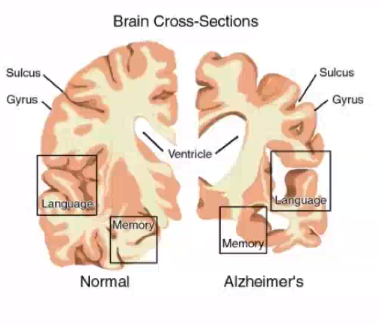 Brain Cross-Sections
Sulcus
Gyrus
Sulcus
Gyrus
Ventricle
Language
Language
Memory
Memory
Normal
Alzheimer's